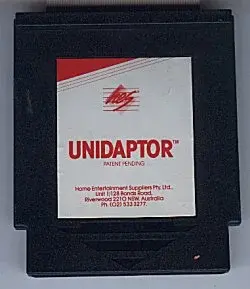 hes
UNIDAPTOR™
PATENT PENDING
Home Entertainment Suppliers Pty. Ltd.,
Unit 1/128 Bonds Road,
Riverwood 2210 NSW, Australia
Ph. (02) 533 3277.